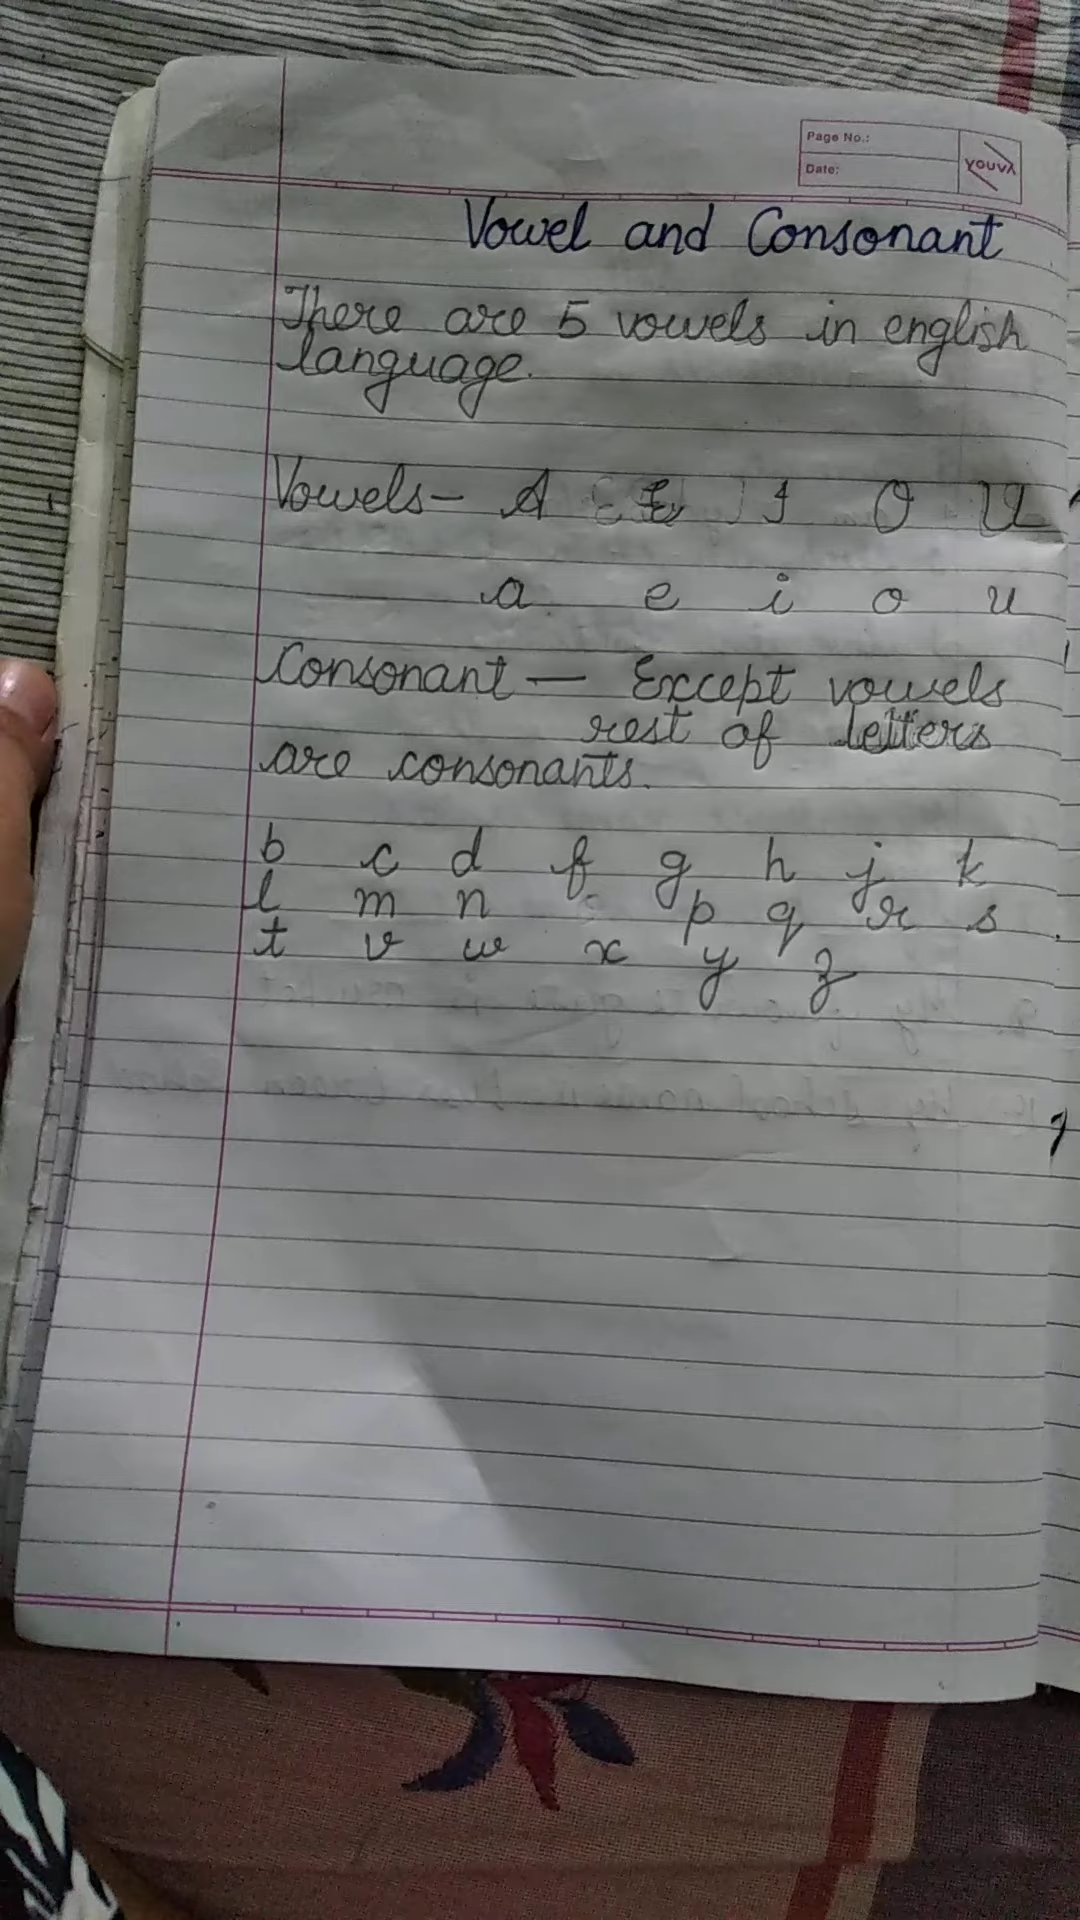 Page No.:
Date:
YOUVA
Vowel and Consonant
There are 5 vowels in english
language.
Vowels- A E I O U
a e i o u
Consonant - Except vowels
rest of letters
are consonants.
b c d f g h j k
l m n p q r s
t v w x y z